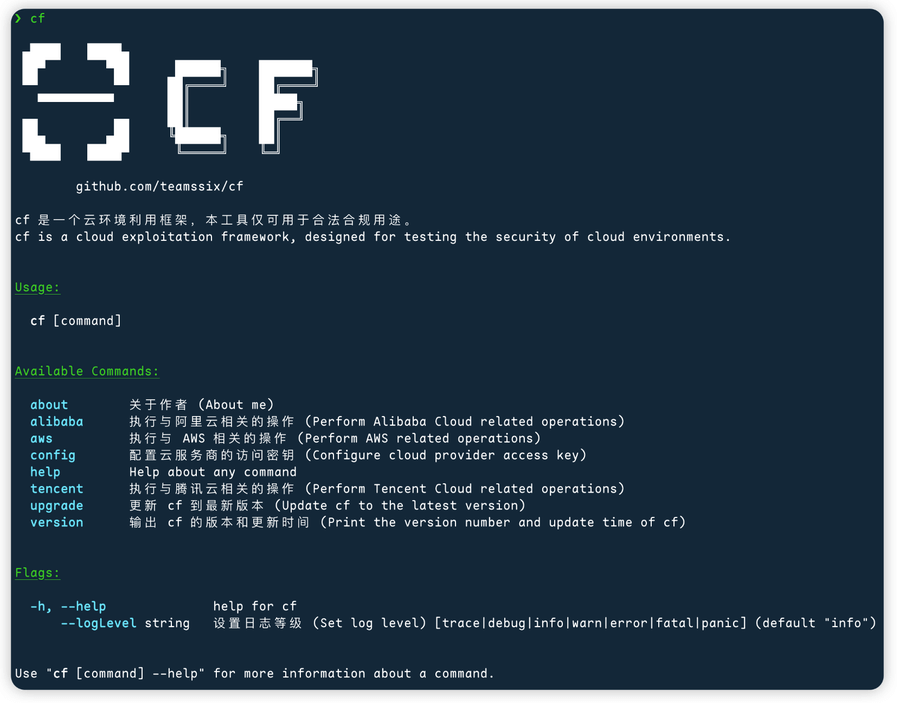 ❯ cf
CF
github.com/teamssix/cf
cf 是一个云环境利用框架，本工具仅可用于合法合规用途。
cf is a cloud exploitation framework, designed for testing the security of cloud environments.
Usage:
cf [command]
Available Commands:
about 关于作者 (About me)
alibaba 执行与阿里云相关的操作 (Perform Alibaba Cloud related operations)
aws 执行与 AWS 相关的操作 (Perform AWS related operations)
config 配置云服务商的访问密钥 (Configure cloud provider access key)
help Help about any command
tencent 执行与腾讯云相关的操作 (Perform Tencent Cloud related operations)
upgrade 更新 cf 到最新版本 (Update cf to the latest version)
version 输出 cf 的版本和更新时间 (Print the version number and update time of cf)
Flags:
-h, --help help for cf
--logLevel string 设置日志等级 (Set log level) [trace|debug|info|warn|error|fatal|panic] (default "info")
Use "cf [command] --help" for more information about a command.